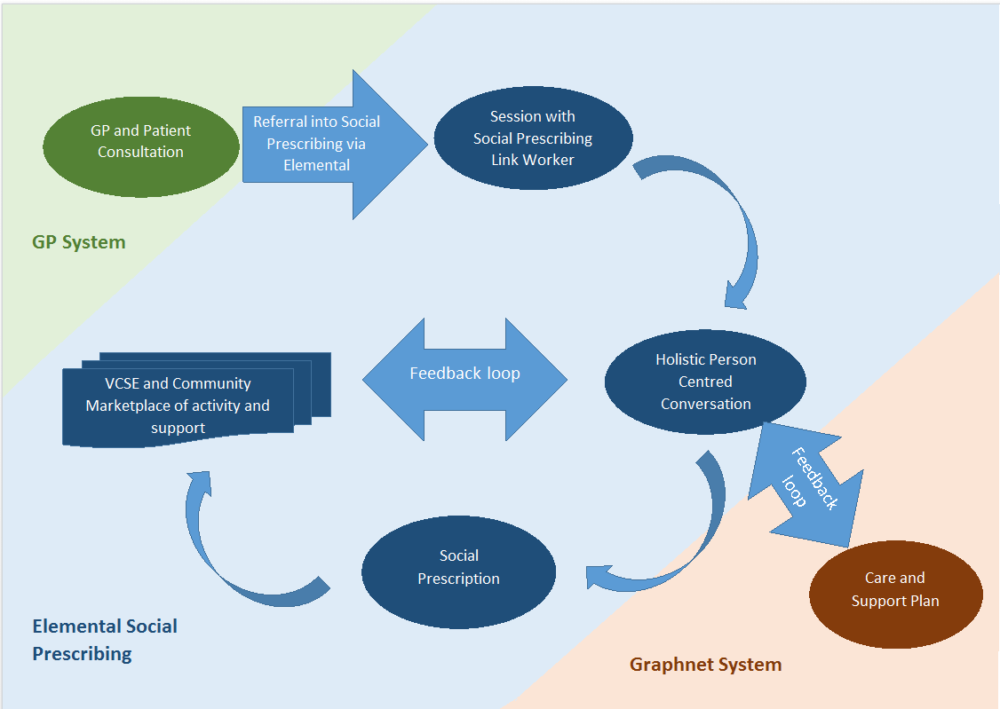 GP and Patient
Consultation
Referral into Social
Prescribing via
Elemental
Session with
Social Prescribing
Link Worker
GP System
VCSE and Community
Marketplace of activity and
support
Feedback loop
Holistic Person
Centred
Conversation
Feedback
loop
Social
Prescription
Care and
Support Plan
Elemental Social
Prescribing
Graphnet System